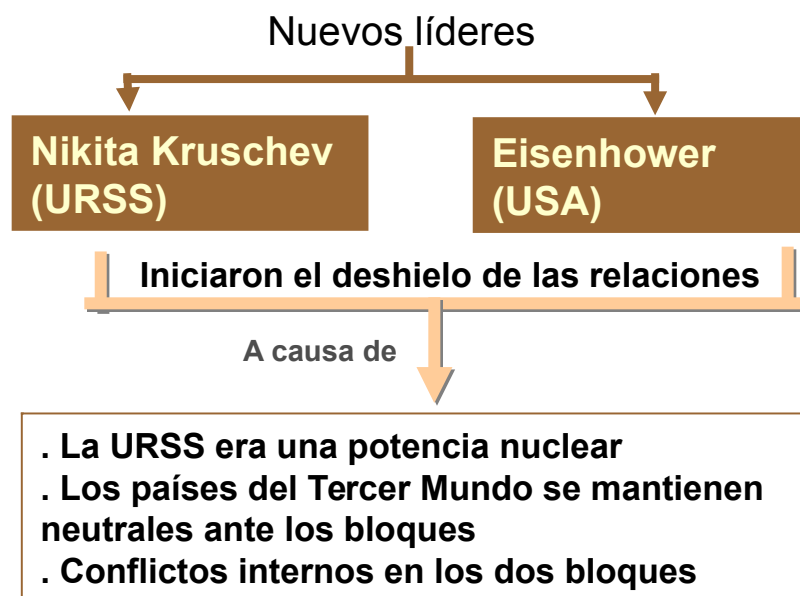 Nuevos líderes
Nikita Kruschev
(URSS)
Eisenhower
(USA)
Iniciaron el deshielo de las relaciones
A causa de
. La URSS era una potencia nuclear
. Los países del Tercer Mundo se mantienen
neutrales ante los bloques
. Conflictos internos en los dos bloques